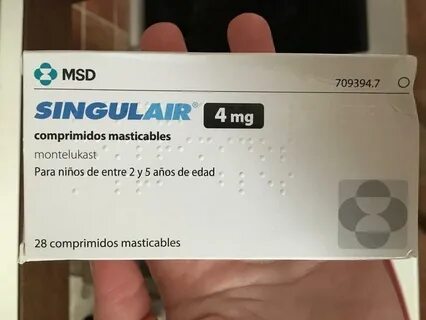 MSD
709394.7
SINGULAIR® 4 mg
comprimidos masticables
montelukast
Para niños de entre 2 y 5 años de edad
28 comprimidos masticables